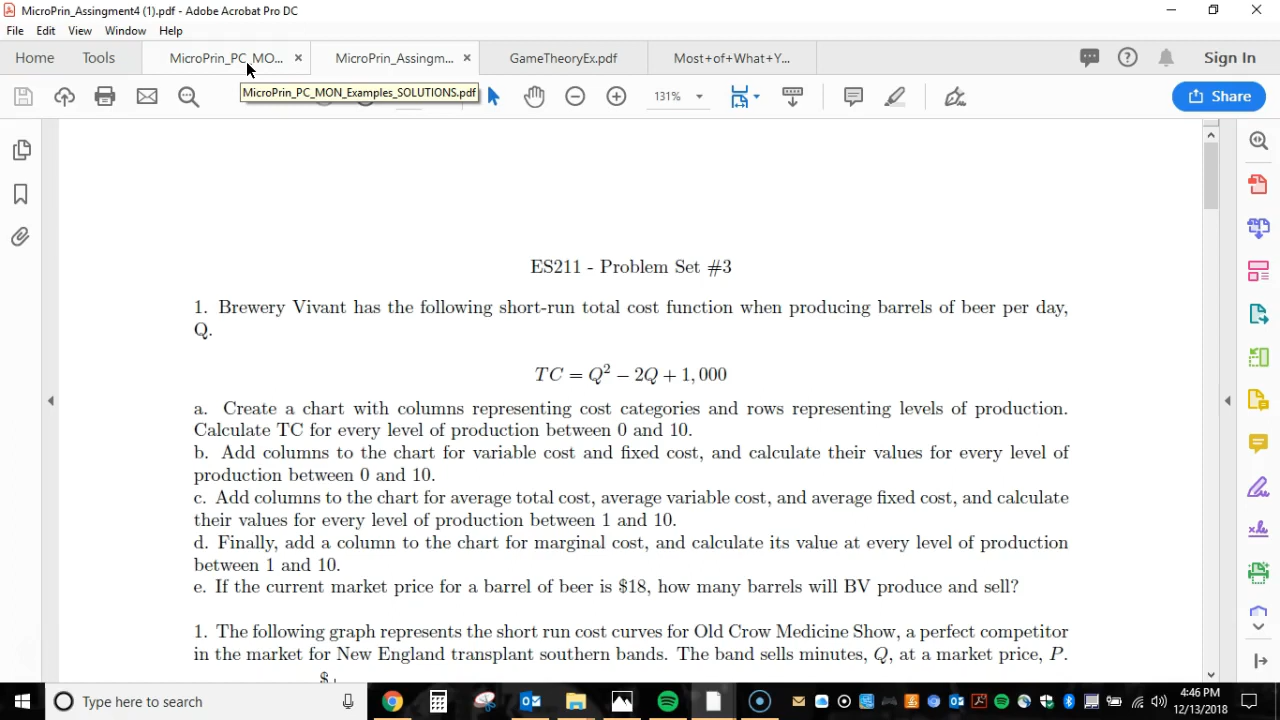 MicroPrin_Assingment4 (1).pdf - Adobe Acrobat Pro DC
File Edit View Window Help
Home Tools MicroPrin_PC_MO... × MicroPrin_Assingm... × GameTheoryEx.pdf Most+of+What+Y... Sign In
MicroPrin_PC_MON_Examples_SOLUTIONS.pdf
131% Share
ES211 - Problem Set #3
1. Brewery Vivant has the following short-run total cost function when producing barrels of beer per day,
Q.
TC = Q² − 2Q + 1,000
a. Create a chart with columns representing cost categories and rows representing levels of production.
Calculate TC for every level of production between 0 and 10.
b. Add columns to the chart for variable cost and fixed cost, and calculate their values for every level of
production between 0 and 10.
c. Add columns to the chart for average total cost, average variable cost, and average fixed cost, and calculate
their values for every level of production between 1 and 10.
d. Finally, add a column to the chart for marginal cost, and calculate its value at every level of production
between 1 and 10.
e. If the current market price for a barrel of beer is $18, how many barrels will BV produce and sell?
1. The following graph represents the short run cost curves for Old Crow Medicine Show, a perfect competitor
in the market for New England transplant southern bands. The band sells minutes, Q, at a market price, P.
$
Type here to search
4:46 PM
12/13/2018